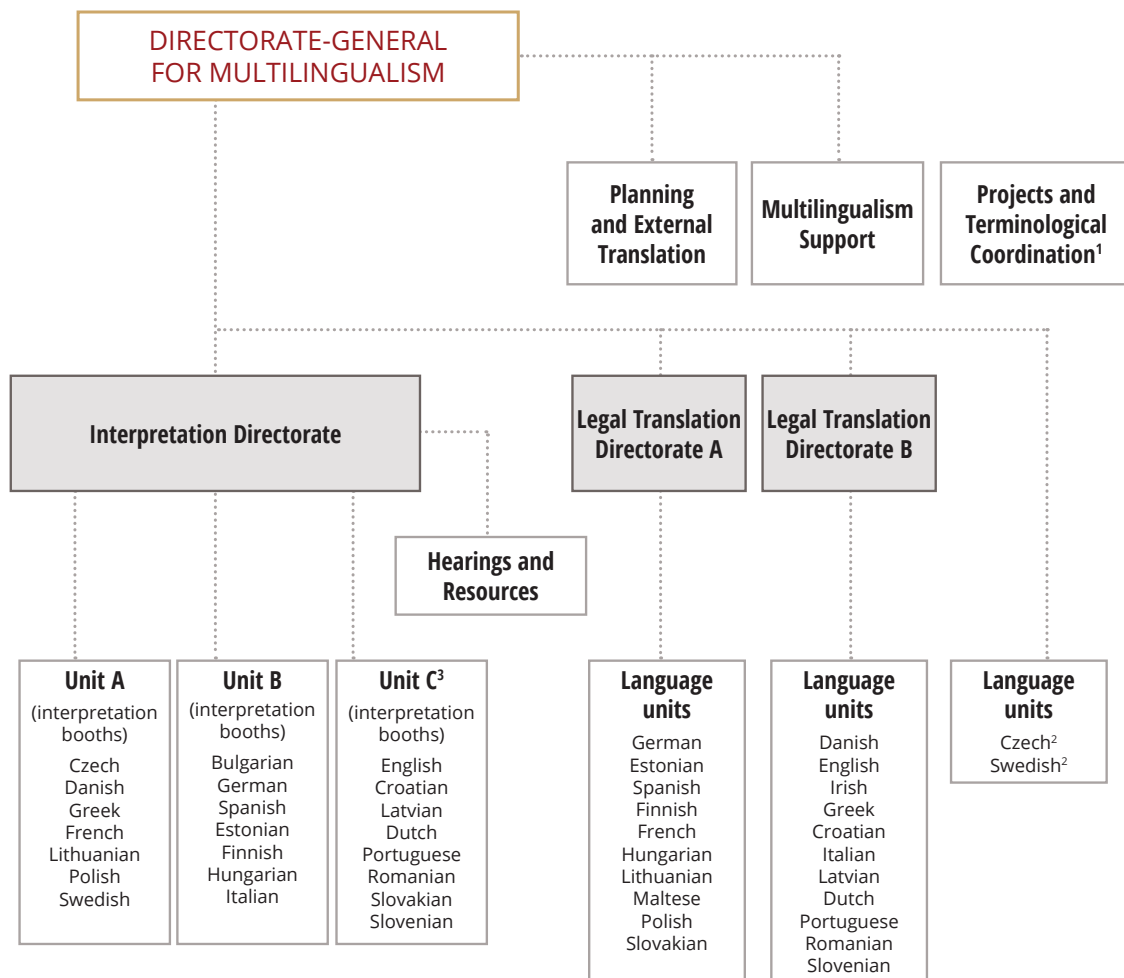 DIRECTORATE-GENERAL
FOR MULTILINGUALISM
Planning
and External
Translation
Multilingualism
Support
Projects and
Terminological
Coordination¹
Interpretation Directorate
Legal Translation
Directorate A
Legal Translation
Directorate B
Hearings and
Resources
Unit A
(interpretation
booths)
Czech
Danish
Greek
French
Lithuanian
Polish
Swedish
Unit B
(interpretation
booths)
Bulgarian
German
Spanish
Estonian
Finnish
Hungarian
Italian
Unit C³
(interpretation
booths)
English
Croatian
Latvian
Dutch
Portuguese
Romanian
Slovakian
Slovenian
Language
units
German
Estonian
Spanish
Finnish
French
Hungarian
Lithuanian
Maltese
Polish
Slovakian
Language
units
Danish
English
Irish
Greek
Croatian
Italian
Latvian
Dutch
Portuguese
Romanian
Slovenian
Language
units
Czech²
Swedish²